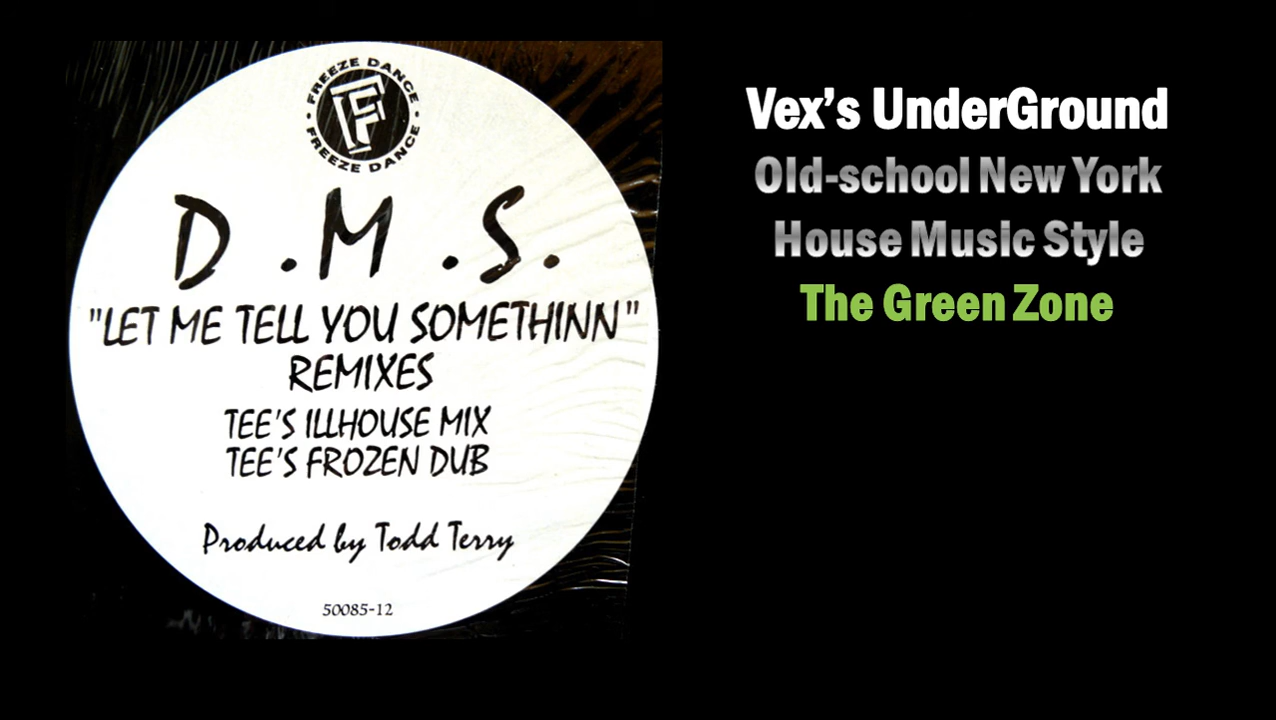 FREEZE DANCE
FREEZE DANCE
D.M.S.
"LET ME TELL YOU SOMETHINN"
REMIXES
TEE'S ILLHOUSE MIX
TEE'S FROZEN DUB
Produced by Todd Terry
50085-12
Vex's UnderGround
Old-school New York
House Music Style
The Green Zone